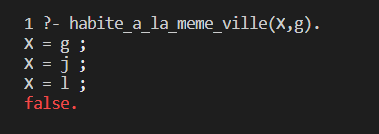 1 ?- habite_a_la_meme_ville(X,g).
X = g ;
X = j ;
X = l ;
false.